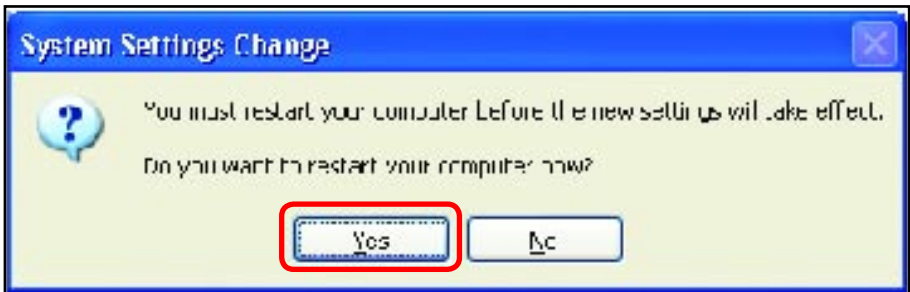 System Settings Change
?
You must restart your computer before the new settings will take effect.
Do you want to restart your computer now?
Yes
No